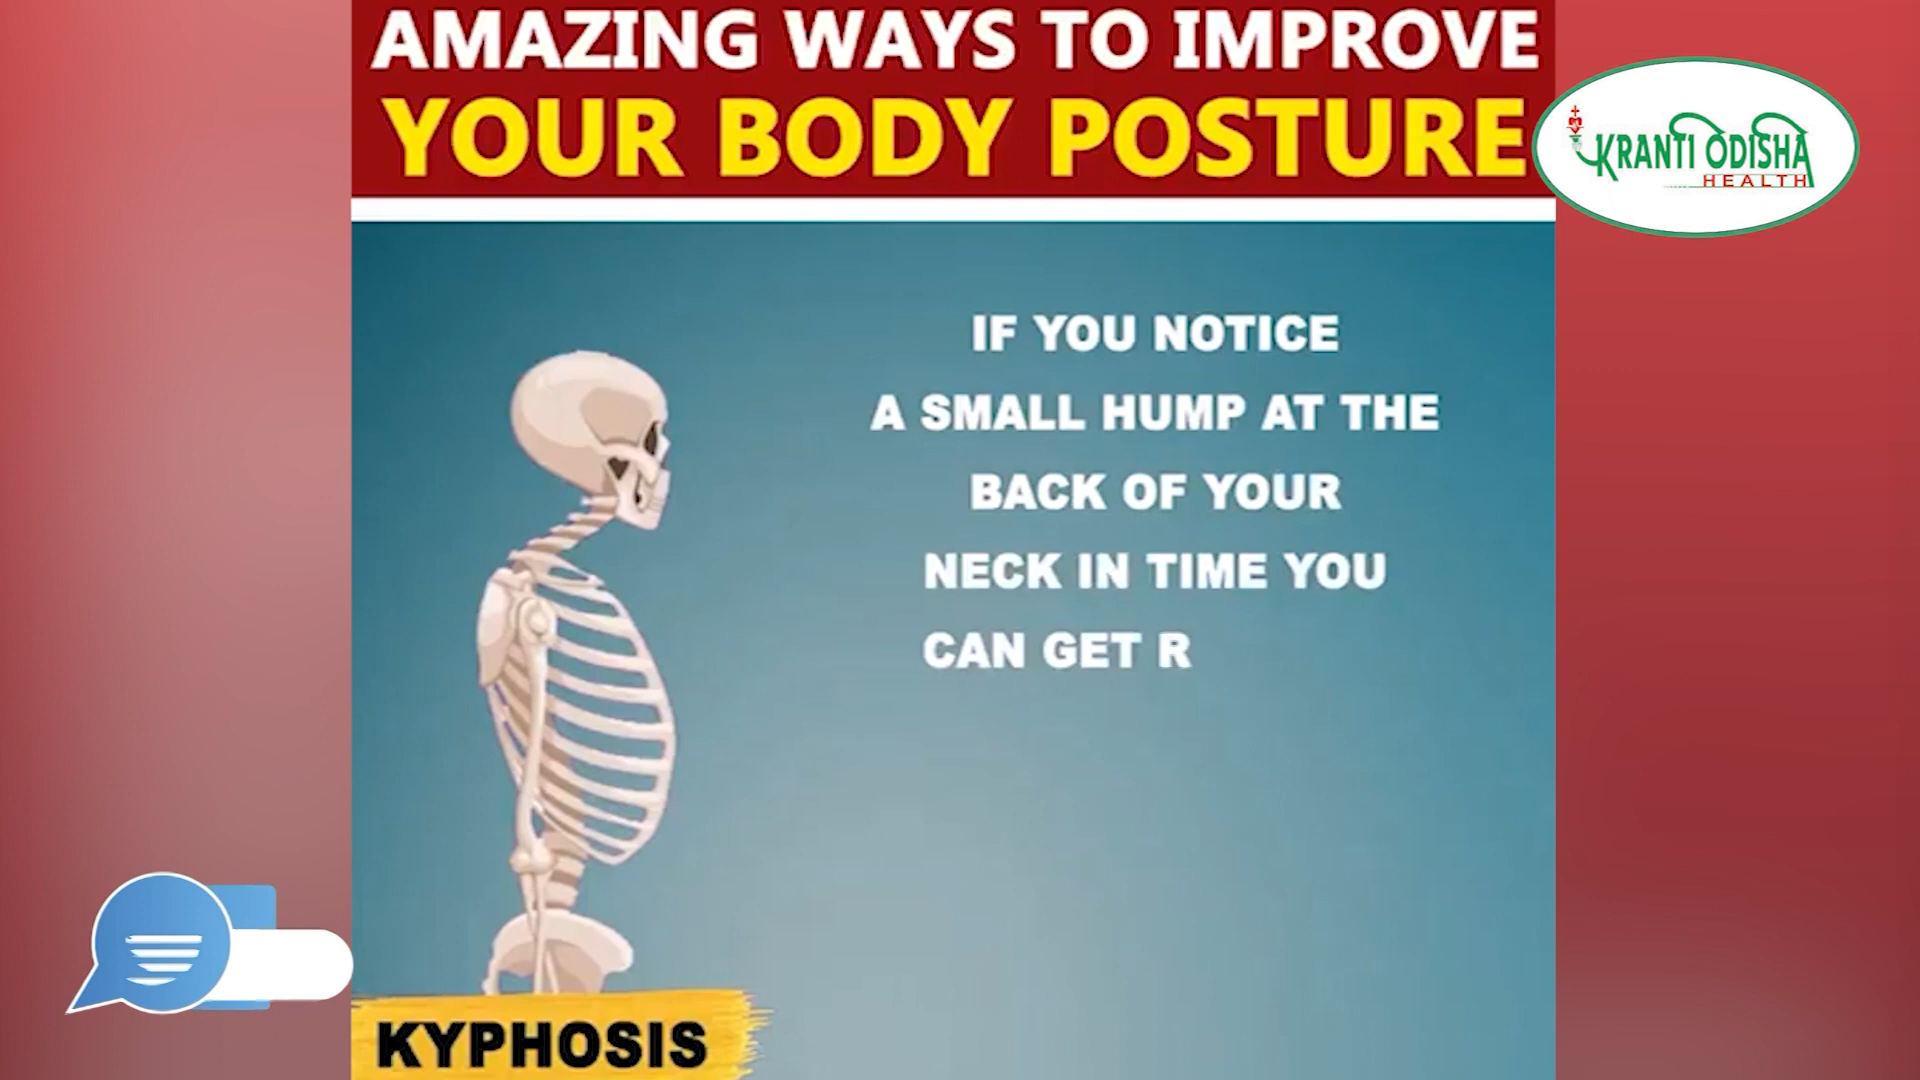 AMAZING WAYS TO IMPROVE
YOUR BODY POSTURE
KRANTI ODISHA
HEALTH
IF YOU NOTICE
A SMALL HUMP AT THE
BACK OF YOUR
NECK IN TIME YOU
CAN GET R
KYPHOSIS